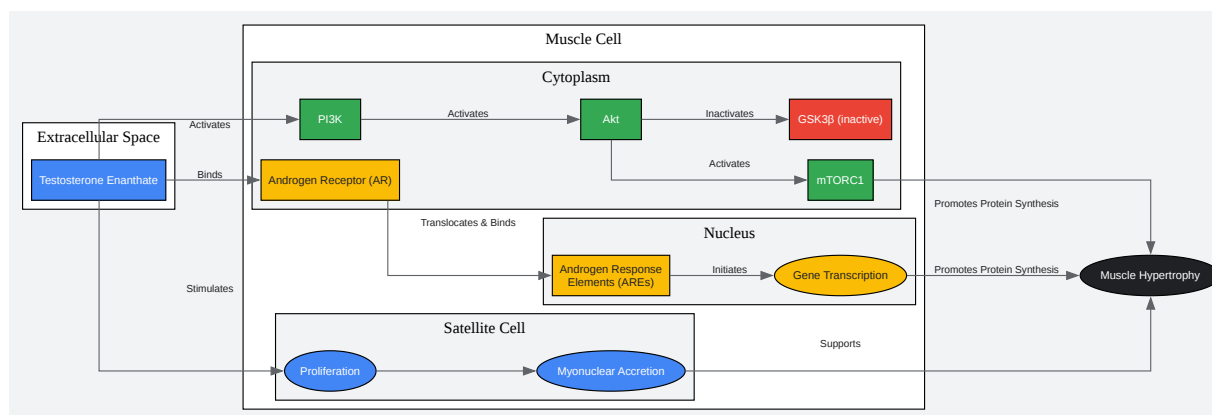 Muscle Cell
Cytoplasm
Activates
PI3K
Activates
Akt
Inactivates
GSK3β (inactive)
Extracellular Space
Testosterone Enanthate
Binds
Androgen Receptor (AR)
Activates
mTORC1
Promotes Protein Synthesis
Translocates & Binds
Nucleus
Androgen Response
Elements (AREs)
Initiates
Gene Transcription
Promotes Protein Synthesis
Muscle Hypertrophy
Stimulates
Satellite Cell
Proliferation
Myonuclear Accretion
Supports